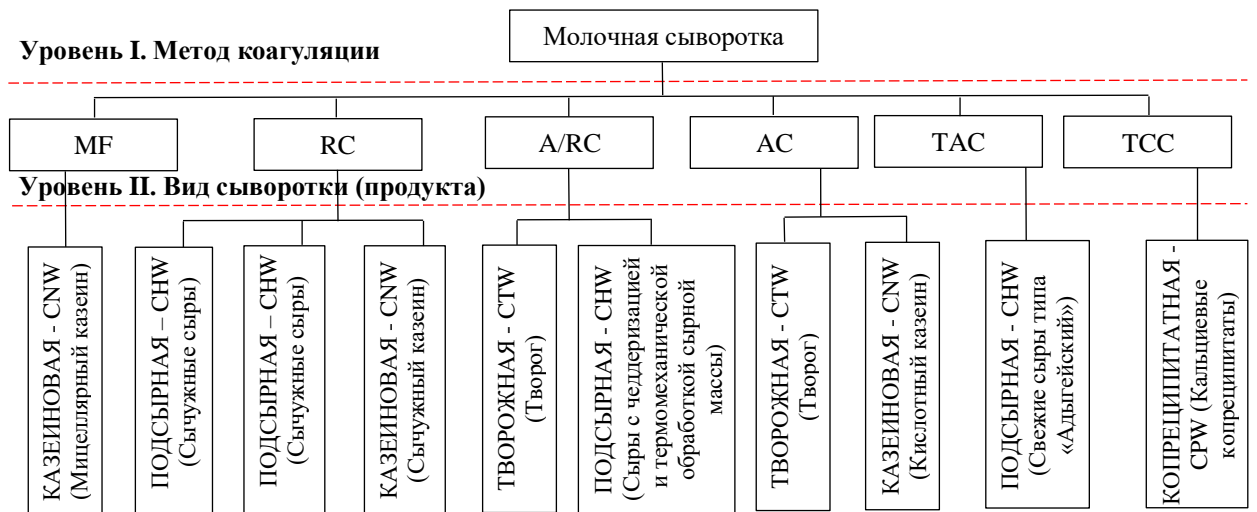 Молочная сыворотка
Уровень I. Метод коагуляции
MF
RC
A/RC
AC
TAC
TCC
Уровень II. Вид сыворотки (продукта)
КАЗЕИНОВАЯ - CNW
(Мицеллярный казеин)
ПОДСЫРНАЯ – CHW
(Сычужные сыры)
ПОДСЫРНАЯ – CHW
(Сычужные сыры)
КАЗЕИНОВАЯ - CNW
(Сычужный казеин)
ТВОРОЖНАЯ - CTW
(Творог)
ПОДСЫРНАЯ - CHW
(Сыры с чеддеризацией
и термомеханической
обработкой сырной
массы)
ТВОРОЖНАЯ - CTW
(Творог)
КАЗЕИНОВАЯ - CNW
(Кислотный казеин)
ПОДСЫРНАЯ - CHW
(Свежие сыры типа
«Адыгейский»)
КОПРЕЦИПИТАТНАЯ -
CPW (Кальциевые
копреципитаты)